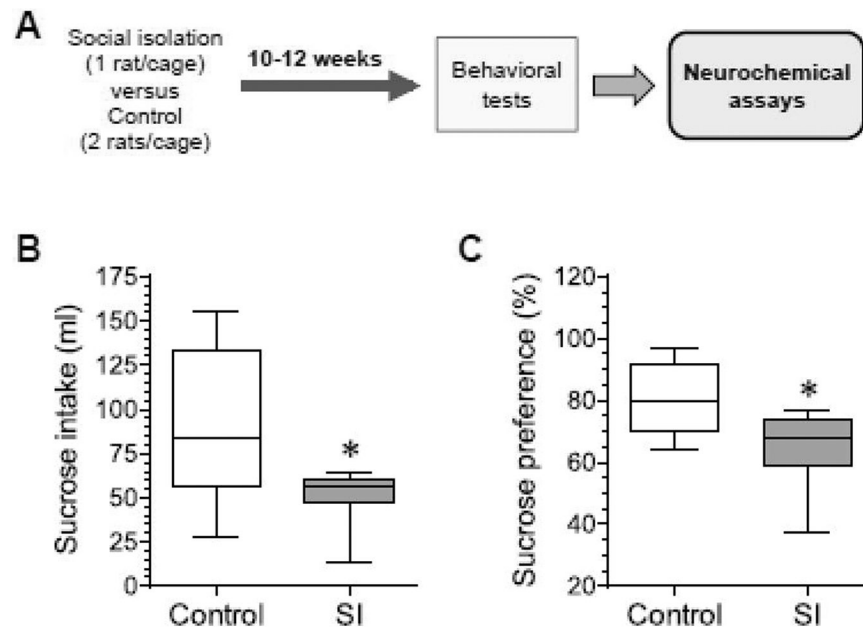 A
Social isolation
(1 rat/cage)
versus
Control
(2 rats/cage)
10-12 weeks
Behavioral
tests
Neurochemical
assays
B
Sucrose intake (ml)
175
150
125
100
75
50
25
0
*
Control SI
C
Sucrose preference (%)
120
100
80
60
40
20
*
Control SI